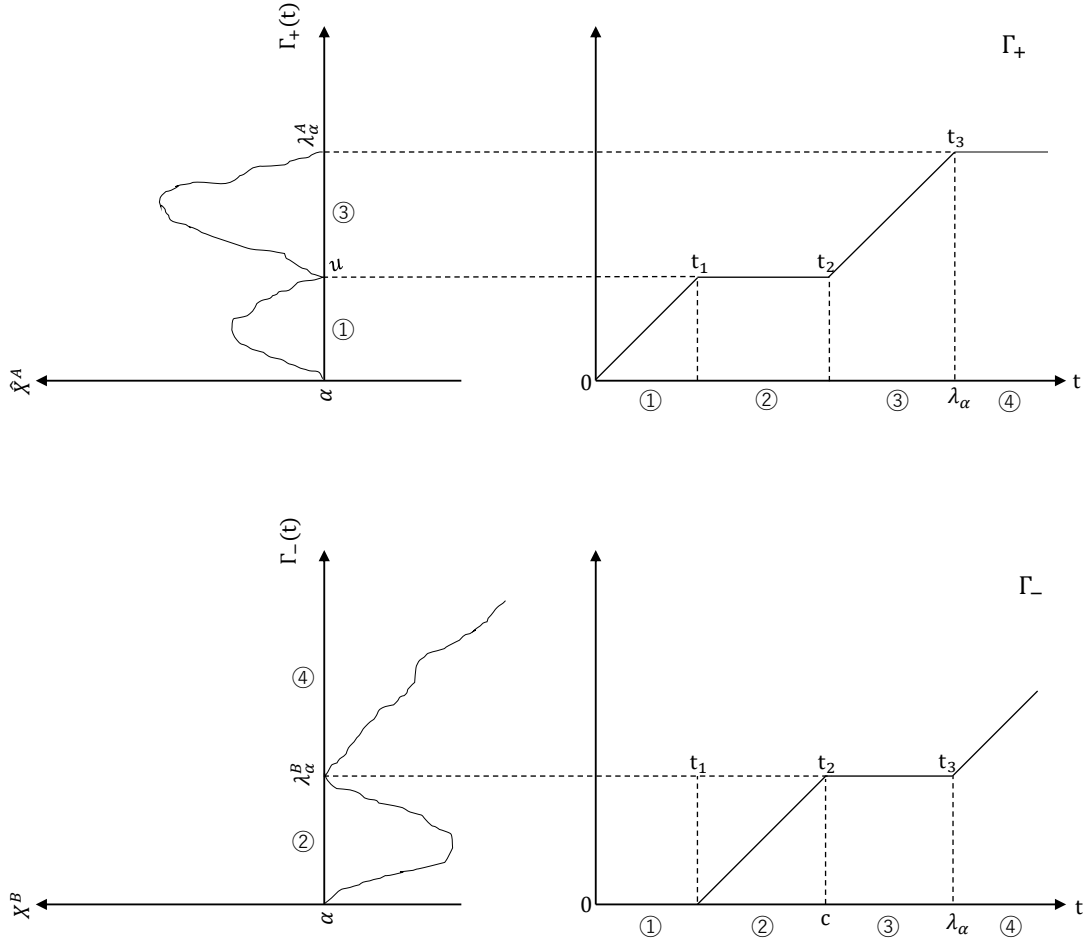 Γ₊(t)
Γ₊
λ_α^A
t₃
③
u
t₁
t₂
①
X̂^A
α
0
①
②
③
λ_α
④
t
Γ₋(t)
Γ₋
④
λ_α^B
t₁
t₂
t₃
②
X^B
α
0
①
②
c
③
λ_α
④
t